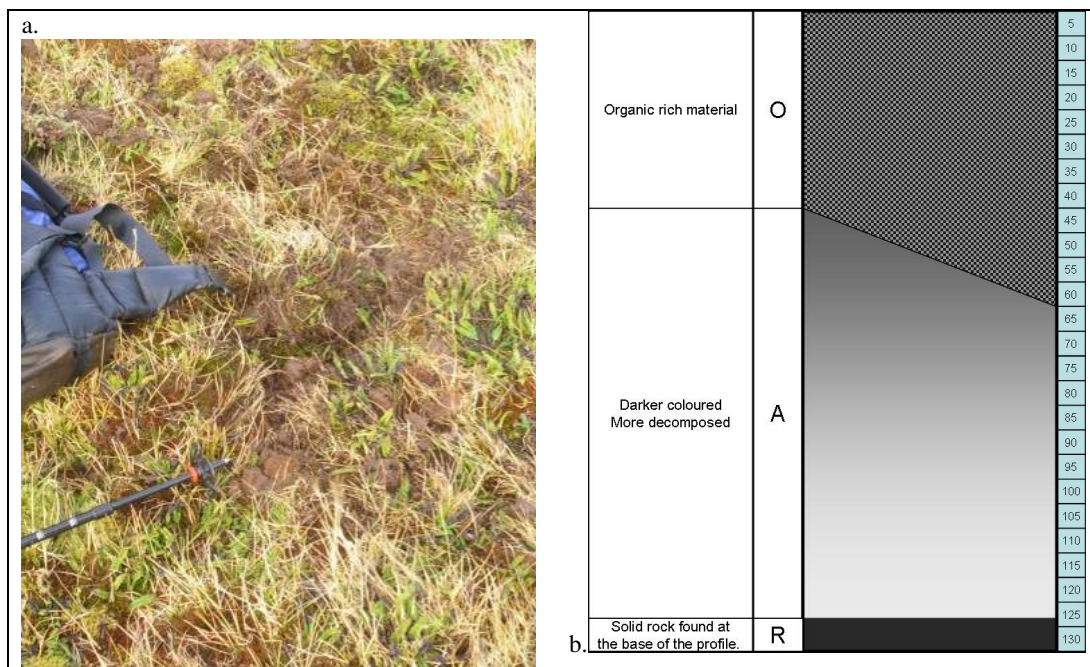 a.
Organic rich material
O
Darker coloured
More decomposed
A
Solid rock found at
the base of the profile.
R
b.
5
10
15
20
25
30
35
40
45
50
55
60
65
70
75
80
85
90
95
100
105
110
115
120
125
130